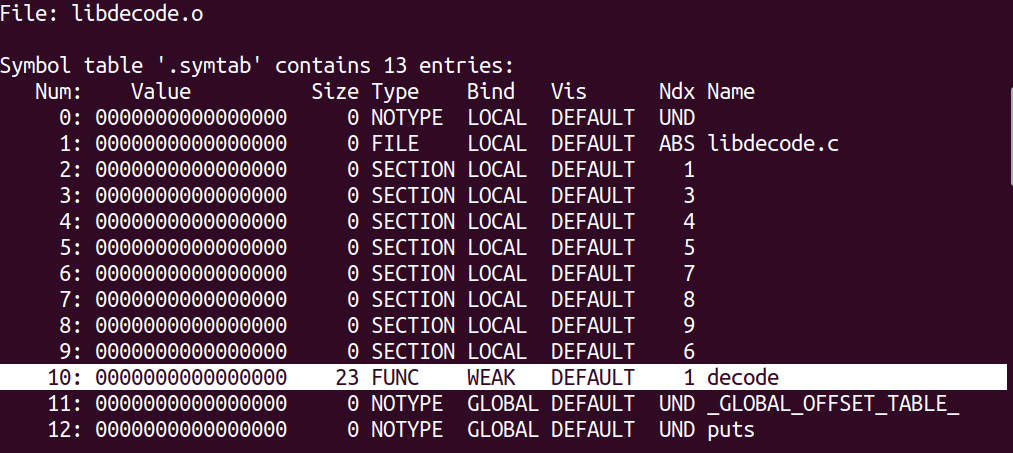 File: libdecode.o
Symbol table '.symtab' contains 13 entries:
Num: Value Size Type Bind Vis Ndx Name
0: 0000000000000000 0 NOTYPE LOCAL DEFAULT UND
1: 0000000000000000 0 FILE LOCAL DEFAULT ABS libdecode.c
2: 0000000000000000 0 SECTION LOCAL DEFAULT 1
3: 0000000000000000 0 SECTION LOCAL DEFAULT 3
4: 0000000000000000 0 SECTION LOCAL DEFAULT 4
5: 0000000000000000 0 SECTION LOCAL DEFAULT 5
6: 0000000000000000 0 SECTION LOCAL DEFAULT 7
7: 0000000000000000 0 SECTION LOCAL DEFAULT 8
8: 0000000000000000 0 SECTION LOCAL DEFAULT 9
9: 0000000000000000 0 SECTION LOCAL DEFAULT 6
10: 0000000000000000 23 FUNC WEAK DEFAULT 1 decode
11: 0000000000000000 0 NOTYPE GLOBAL DEFAULT UND _GLOBAL_OFFSET_TABLE_
12: 0000000000000000 0 NOTYPE GLOBAL DEFAULT UND puts